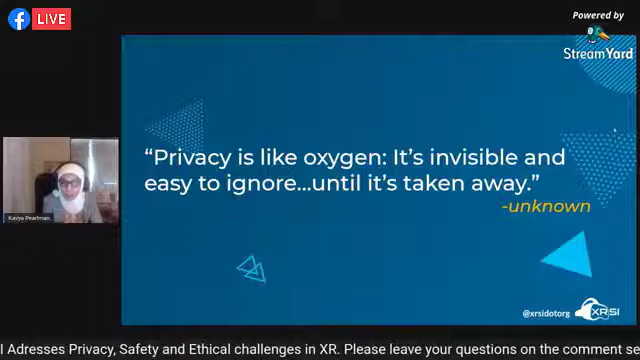 LIVE
Powered by
StreamYard
“Privacy is like oxygen: It’s invisible and
easy to ignore...until it’s taken away.”
-unknown
Kavya Pearlman
@xrsidotorg
XRSI
I Adresses Privacy, Safety and Ethical challenges in XR. Please leave your questions on the comment se